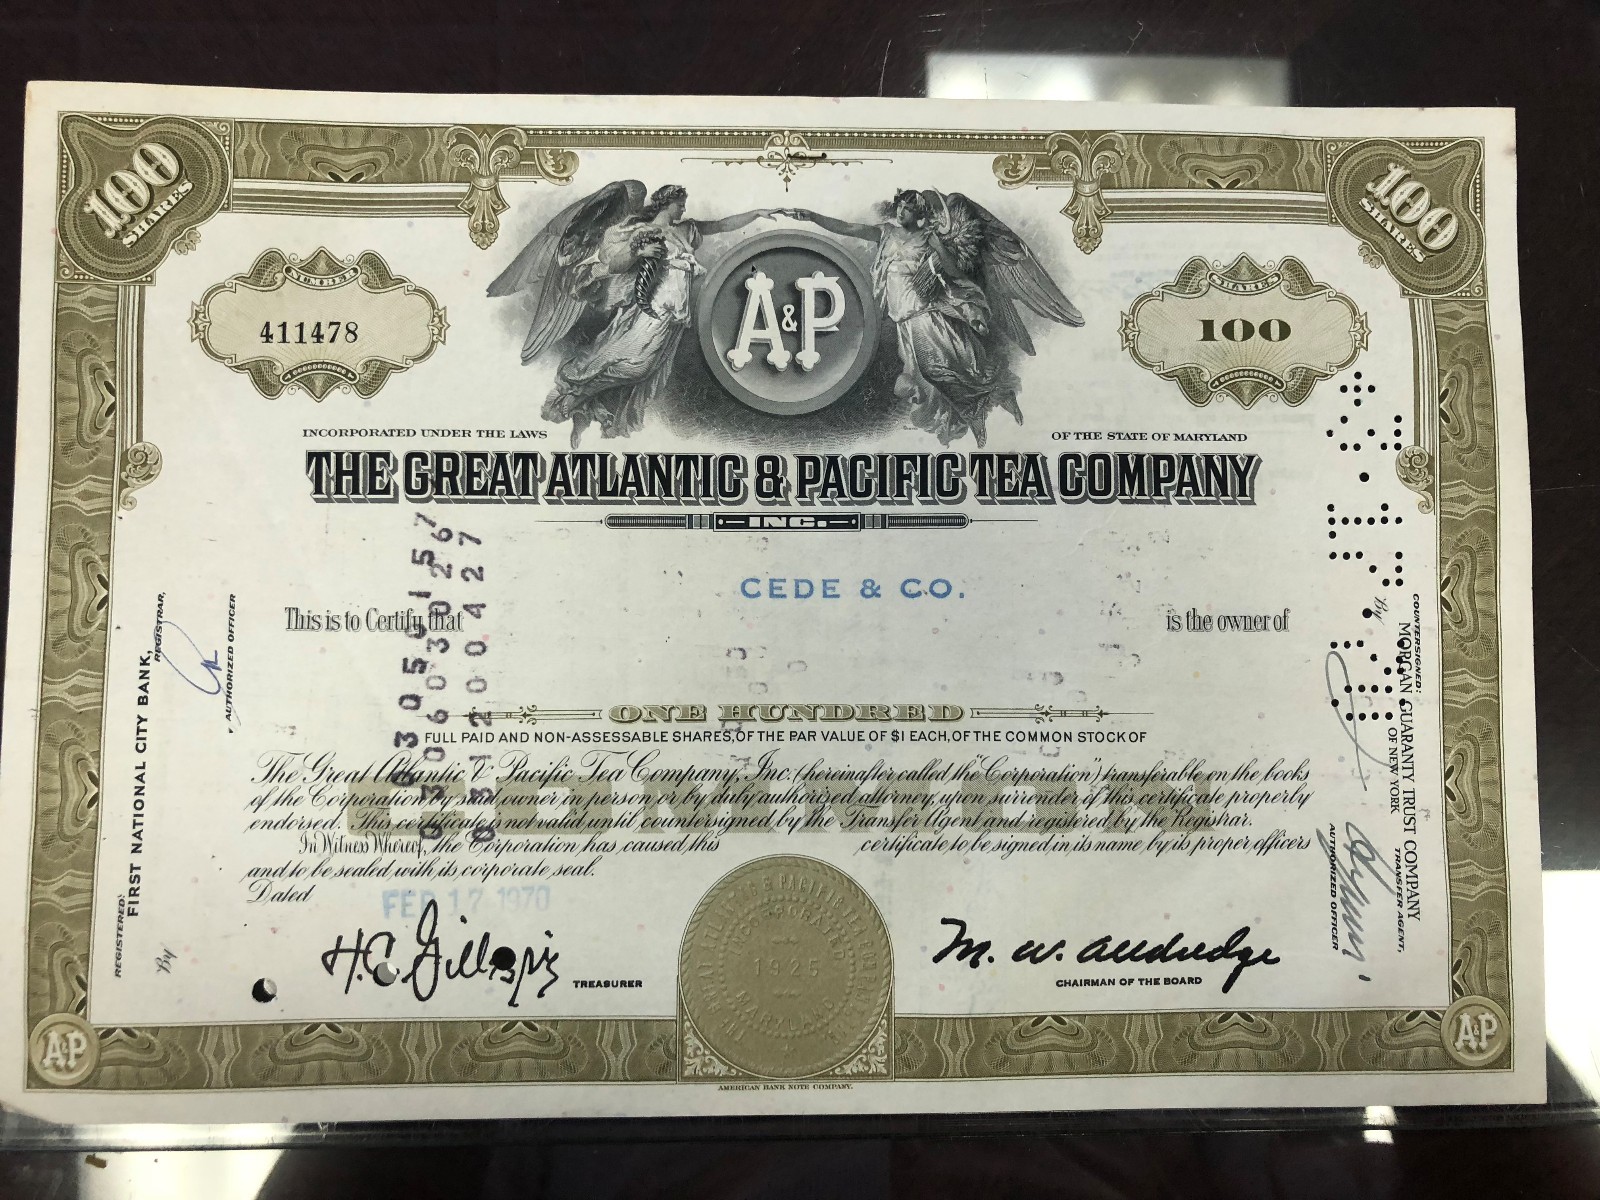 100 SHARES
100 SHARES
NUMBER
411478
A&P
SHARES
100
INCORPORATED UNDER THE LAWS OF THE STATE OF MARYLAND
THE GREAT ATLANTIC & PACIFIC TEA COMPANY
INC.
CEDE & CO.
This is to Certify that is the owner of
ONE HUNDRED
FULL PAID AND NON-ASSESSABLE SHARES, OF THE PAR VALUE OF $1 EACH, OF THE COMMON STOCK OF
The Great Atlantic & Pacific Tea Company, Inc. (hereinafter called the "Corporation") transferable on the books
of the Corporation by said owner in person or by duly authorized attorney, upon surrender of this certificate properly
endorsed. This certificate is not valid until countersigned by the Transfer Agent and registered by the Registrar.
In Witness Whereof, the Corporation has caused this certificate to be signed in its name by its proper officers
and to be sealed with its corporate seal.
Dated
FEB 17 1970
TREASURER
M. W. Alldredge
CHAIRMAN OF THE BOARD
INCORPORATED
1925
MARYLAND
A&P
A&P
AMERICAN BANK NOTE COMPANY.
REGISTERED:
FIRST NATIONAL CITY BANK,
REGISTRAR,
By
AUTHORIZED OFFICER
COUNTERSIGNED:
MORGAN GUARANTY TRUST COMPANY
OF NEW YORK
TRANSFER AGENT,
By
AUTHORIZED OFFICER